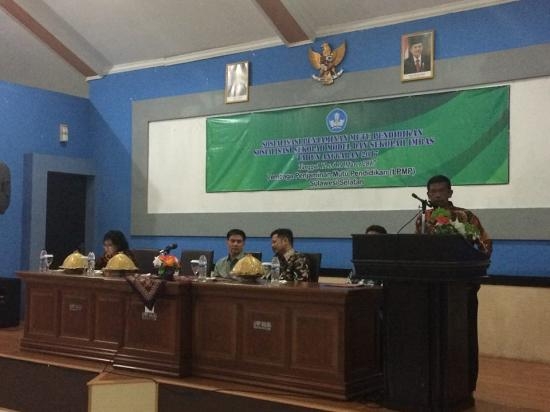 SOSIALISASI PENJAMINAN MUTU PENDIDIKAN
SOSIALISASI SEKOLAH MODEL DAN SEKOLAH IMBAS
TAHUN ANGGARAN 2017
Tanggal
Lembaga Penjaminan Mutu Pendidikan (LPMP)
Sulawesi Selatan